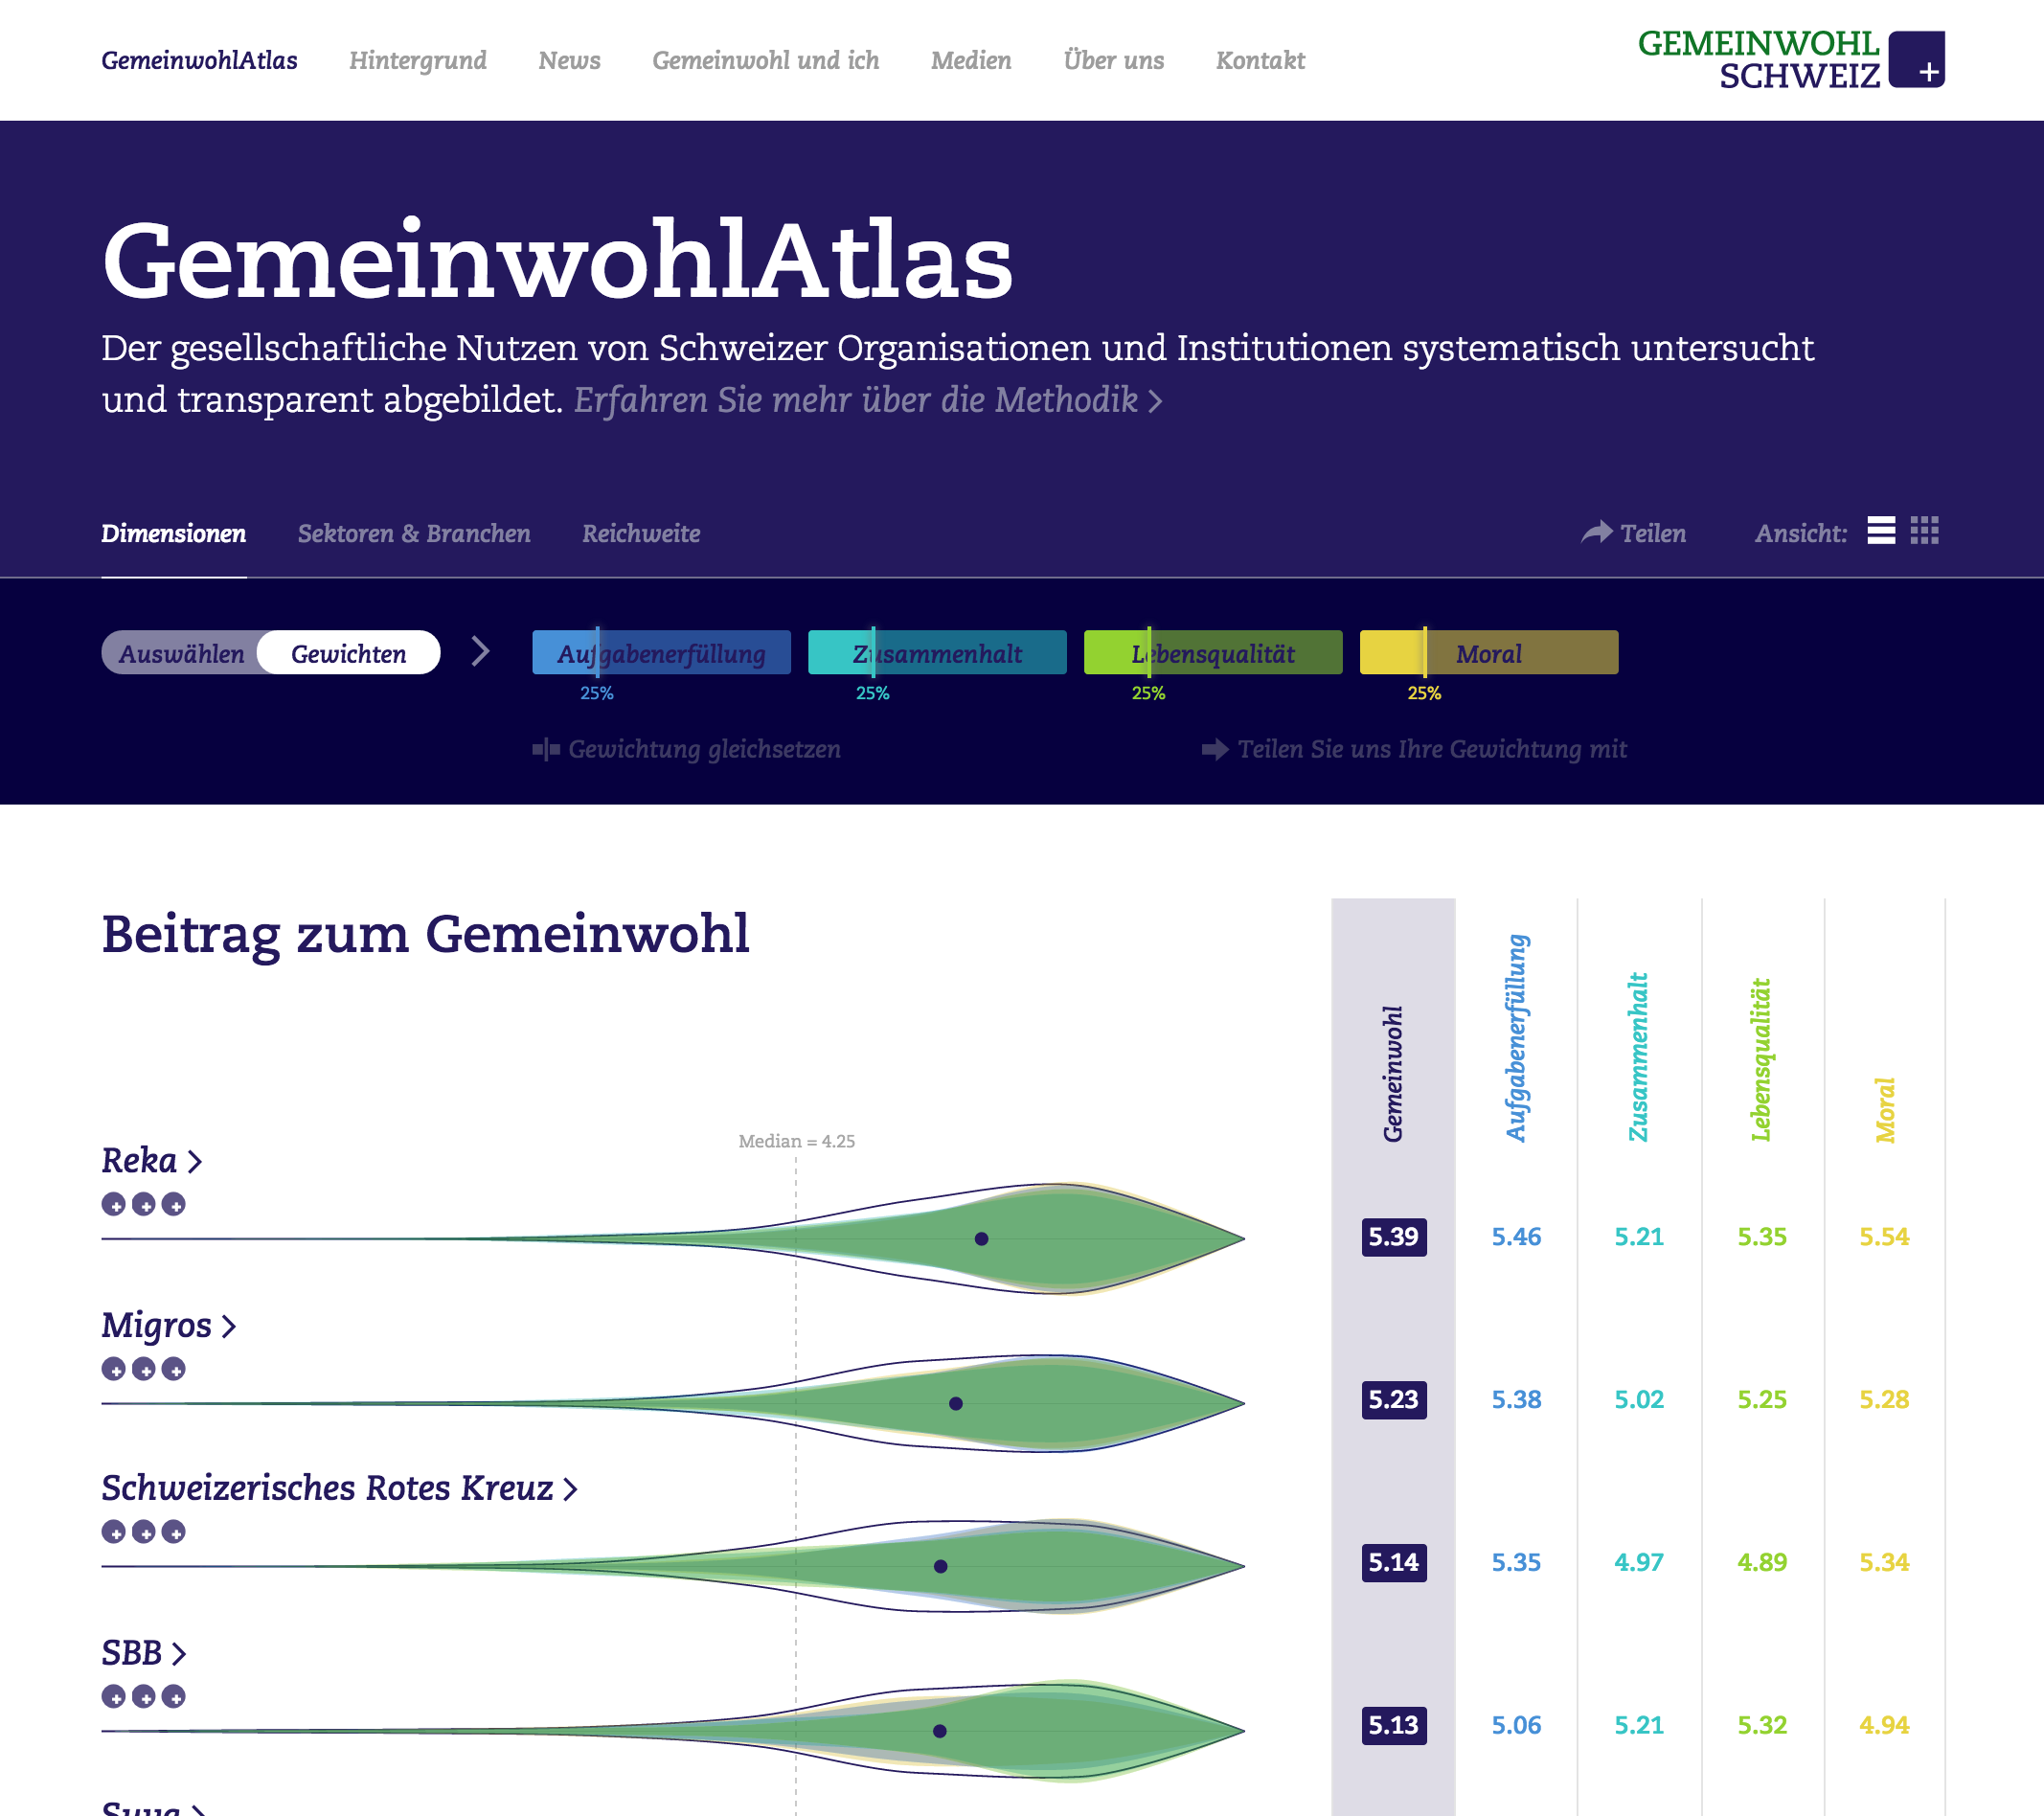 GemeinwohlAtlas Hintergrund News Gemeinwohl und ich Medien Über uns Kontakt
GEMEINWOHL
SCHWEIZ
GemeinwohlAtlas
Der gesellschaftliche Nutzen von Schweizer Organisationen und Institutionen systematisch untersucht
und transparent abgebildet. Erfahren Sie mehr über die Methodik
Dimensionen Sektoren & Branchen Reichweite Teilen Ansicht:
Auswählen Gewichten Aufgabenerfüllung Zusammenhalt Lebensqualität Moral
25% 25% 25% 25%
Gewichtung gleichsetzen Teilen Sie uns Ihre Gewichtung mit
Beitrag zum Gemeinwohl
Gemeinwohl
Aufgabenerfüllung
Zusammenhalt
Lebensqualität
Moral
Median = 4.25
Reka
5.39 5.46 5.21 5.35 5.54
Migros
5.23 5.38 5.02 5.25 5.28
Schweizerisches Rotes Kreuz
5.14 5.35 4.97 4.89 5.34
SBB
5.13 5.06 5.21 5.32 4.94